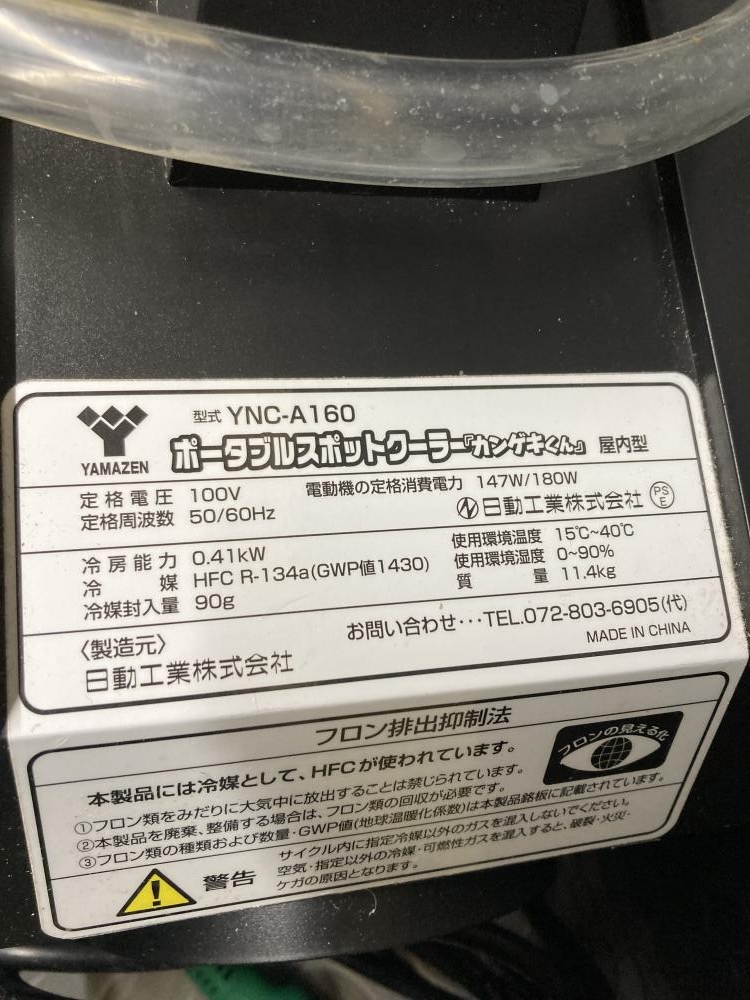 型式 YNC-A160
YAMAZEN
ポータブルスポットクーラー『カンゲキくん』 屋内型
定格電圧 100V 電動機の定格消費電力 147W/180W
定格周波数 50/60Hz 日動工業株式会社 PSE
冷房能力 0.41kW 使用環境温度 15℃~40℃
冷媒 HFC R-134a(GWP値1430) 使用環境湿度 0~90%
冷媒封入量 90g 質量 11.4kg
お問い合わせ･･･TEL.072-803-6905(代)
〈製造元〉
日動工業株式会社
MADE IN CHINA
フロン排出抑制法
フロンの見える化
本製品には冷媒として、HFCが使われています。
①フロン類をみだりに大気中に放出することは禁じられています。
②本製品を廃棄、整備する場合は、フロン類の回収が必要です。
③フロン類の種類および数量･GWP値(地球温暖化係数)は本製品銘板に記載されています。
警告
サイクル内に指定冷媒以外のガスを混入しないでください。
空気･指定以外の冷媒･可燃性ガスを混入すると、破裂･火災･
ケガの原因となります。